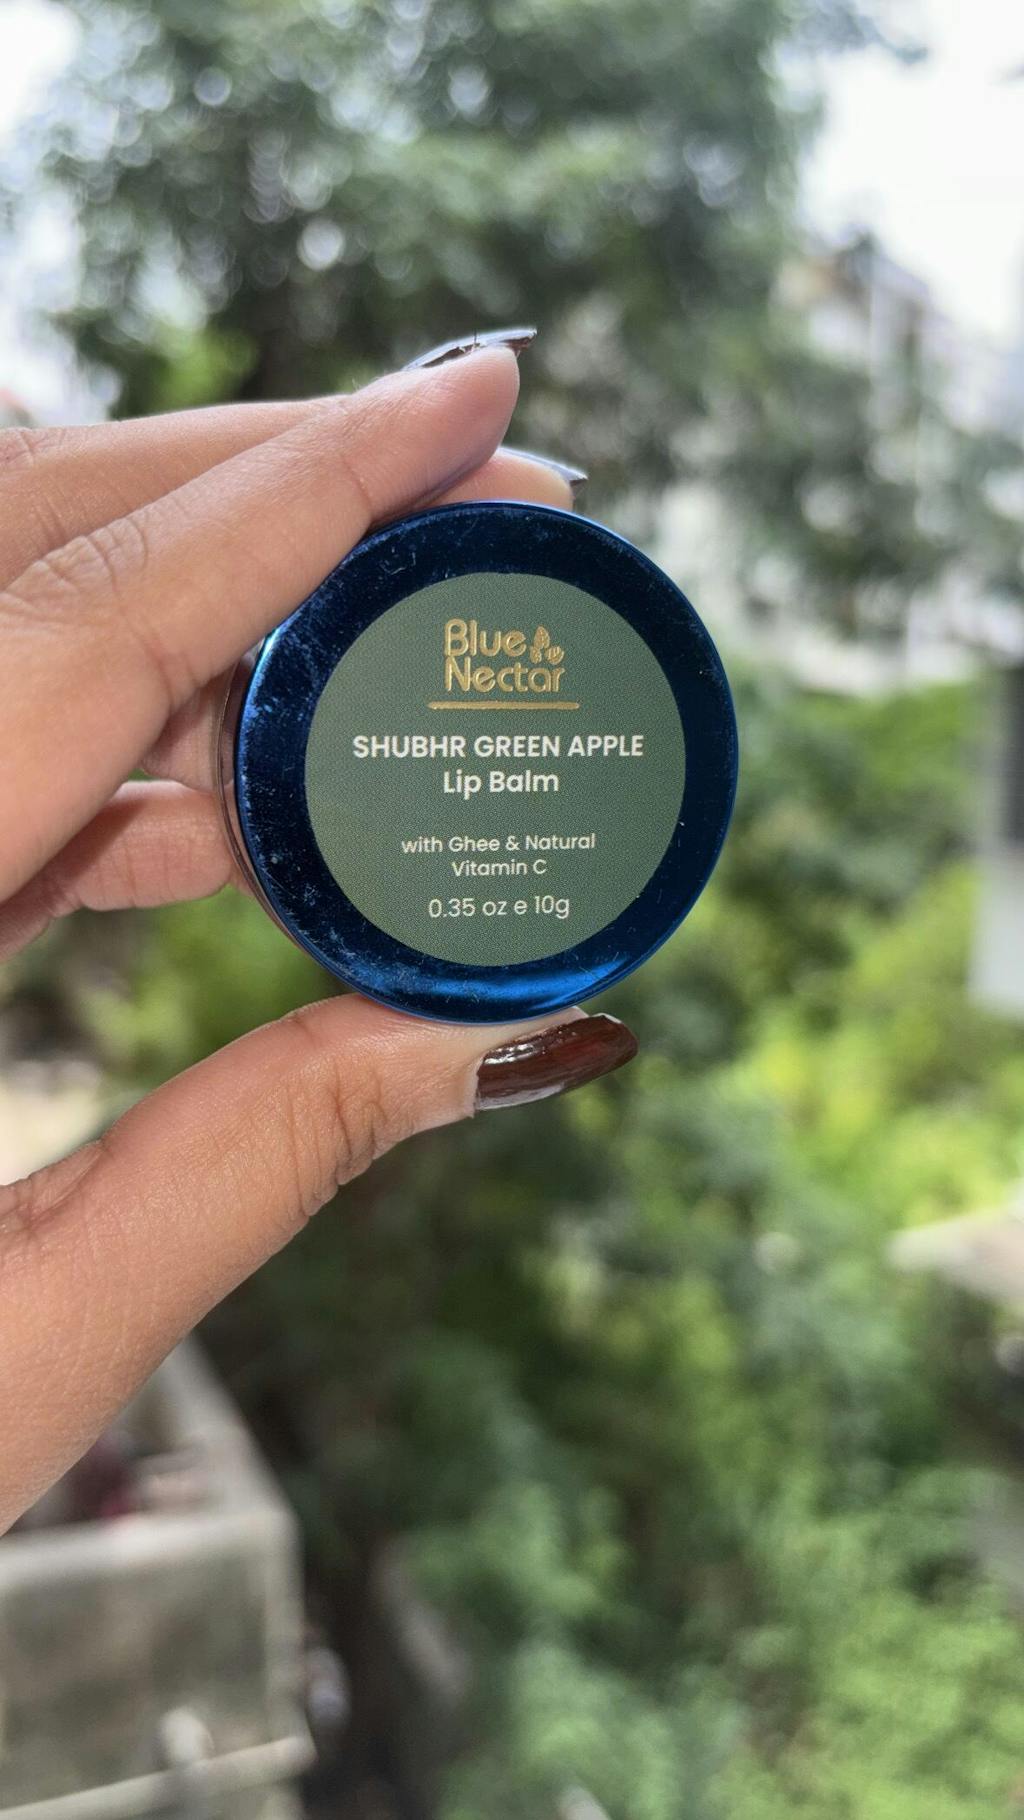 Blue
Nectar
SHUBHR GREEN APPLE
Lip Balm
with Ghee & Natural
Vitamin C
0.35 oz e 10g